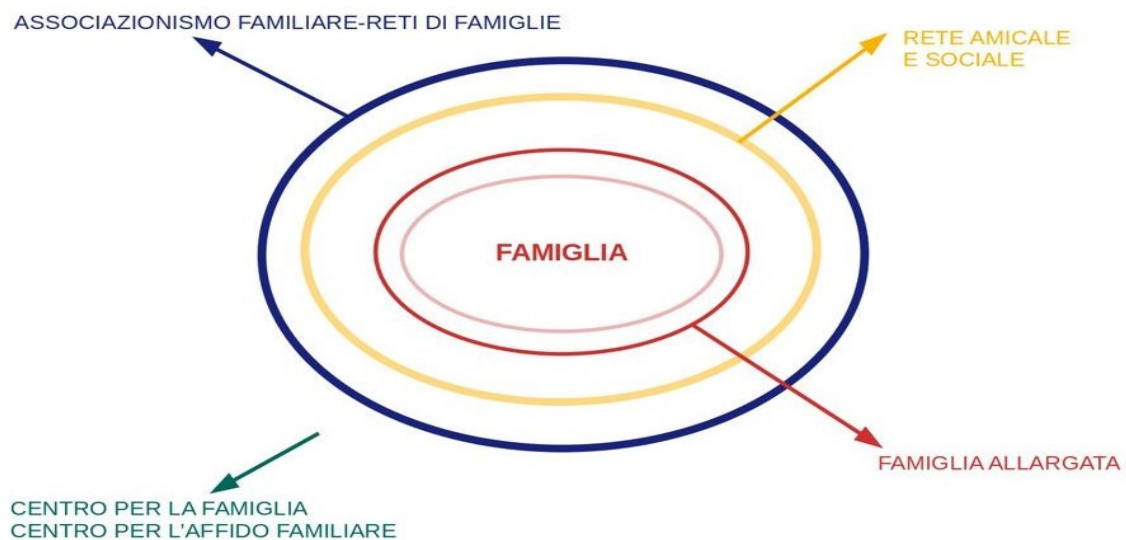 ASSOCIAZIONISMO FAMILIARE-RETI DI FAMIGLIE
RETE AMICALE
E SOCIALE
FAMIGLIA
FAMIGLIA ALLARGATA
CENTRO PER LA FAMIGLIA
CENTRO PER L'AFFIDO FAMILIARE